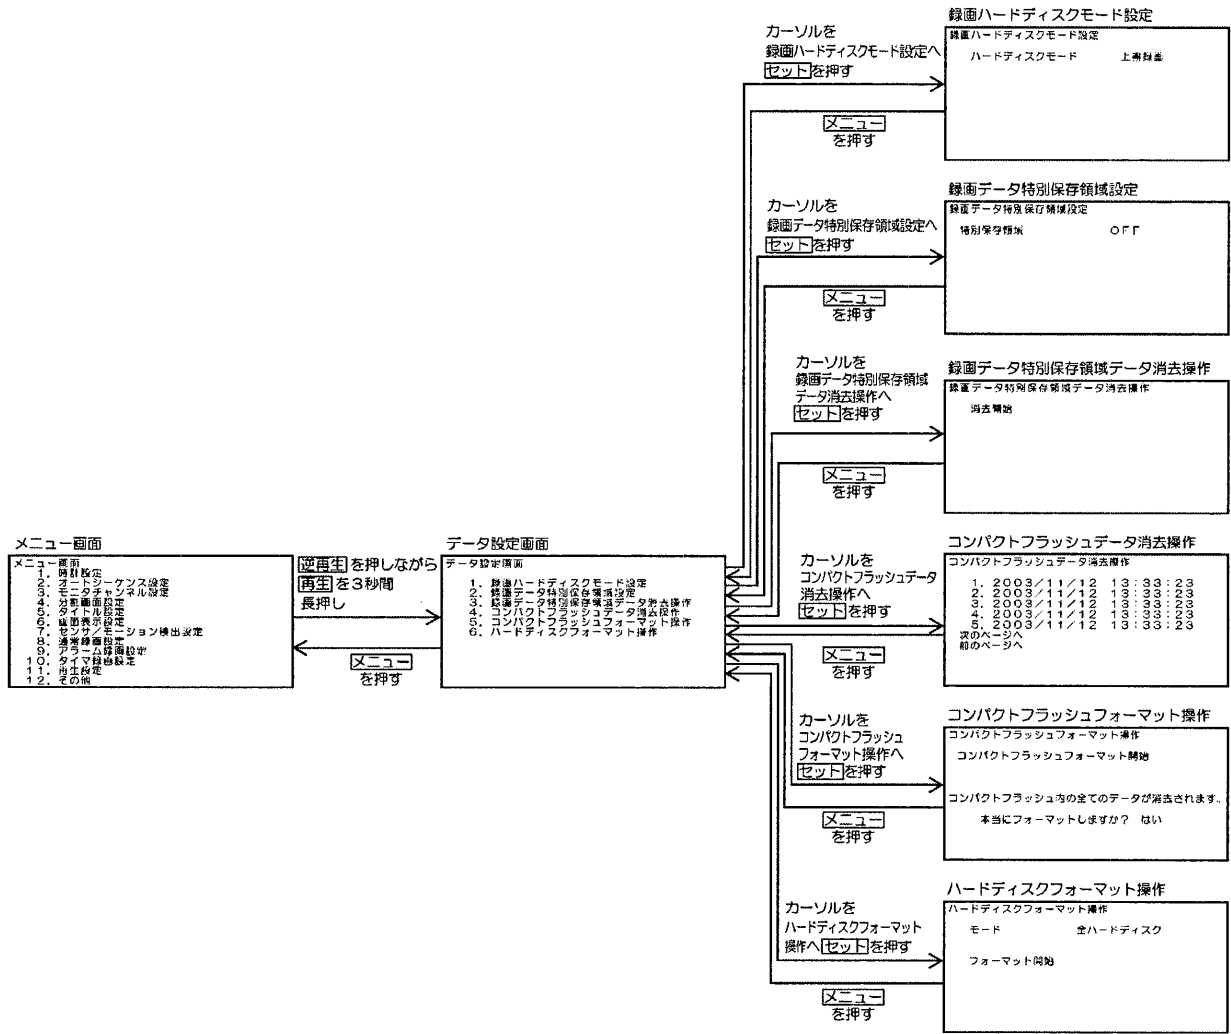 メニュー画面
メニュー画面
1. 時計設定
2. オートシーケンス設定
3. モニタチャンネル設定
4. 分割画面設定
5. タイトル設定
6. 画面表示設定
7. センサ/モーション検出設定
8. 通常録画設定
9. アラーム録画設定
10. タイマ録画設定
11. 再生設定
12. その他
逆再生 を押しながら
再生 を3秒間
長押し
メニュー
を押す
データ設定画面
データ設定画面
1. 録画ハードディスクモード設定
2. 録画データ特別保存領域設定
3. 録画データ特別保存領域データ消去操作
4. コンパクトフラッシュデータ消去操作
5. コンパクトフラッシュフォーマット操作
6. ハードディスクフォーマット操作
カーソルを
録画ハードディスクモード設定へ
セット を押す
メニュー
を押す
録画ハードディスクモード設定
録画ハードディスクモード設定
ハードディスクモード 上書録画
カーソルを
録画データ特別保存領域設定へ
セット を押す
メニュー
を押す
録画データ特別保存領域設定
録画データ特別保存領域設定
特別保存領域 OFF
カーソルを
録画データ特別保存領域
データ消去操作へ
セット を押す
メニュー
を押す
録画データ特別保存領域データ消去操作
録画データ特別保存領域データ消去操作
消去開始
カーソルを
コンパクトフラッシュデータ
消去操作へ
セット を押す
メニュー
を押す
コンパクトフラッシュデータ消去操作
コンパクトフラッシュデータ消去操作
1. 2003/11/12 13:33:23
2. 2003/11/12 13:33:23
3. 2003/11/12 13:33:23
4. 2003/11/12 13:33:23
5. 2003/11/12 13:33:23
次のページへ
前のページへ
カーソルを
コンパクトフラッシュ
フォーマット操作へ
セット を押す
メニュー
を押す
コンパクトフラッシュフォーマット操作
コンパクトフラッシュフォーマット操作
コンパクトフラッシュフォーマット開始
コンパクトフラッシュ内の全てのデータが消去されます。
本当にフォーマットしますか? はい
カーソルを
ハードディスクフォーマット
操作へ セット を押す
メニュー
を押す
ハードディスクフォーマット操作
ハードディスクフォーマット操作
モード 全ハードディスク
フォーマット開始